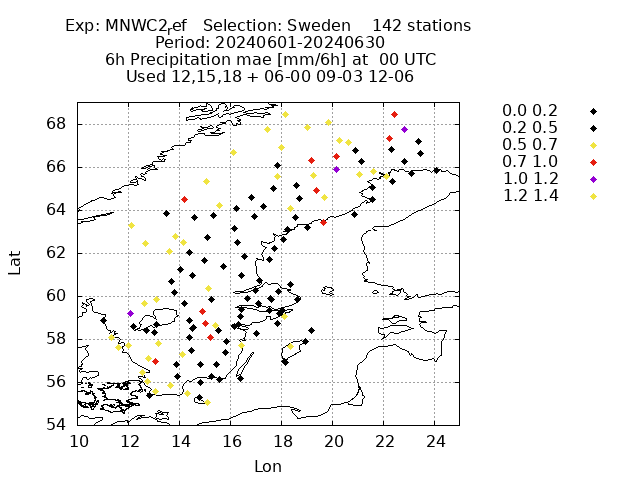 Exp: MNWC2ref   Selection: Sweden    142 stations
Period: 20240601-20240630
6h Precipitation mae [mm/6h] at  00 UTC
Used 12,15,18 + 06-00 09-03 12-06
0.0 0.2
0.2 0.5
0.5 0.7
0.7 1.0
1.0 1.2
1.2 1.4
68
66
64
62
60
58
56
54
Lat
10 12 14 16 18 20 22 24
Lon